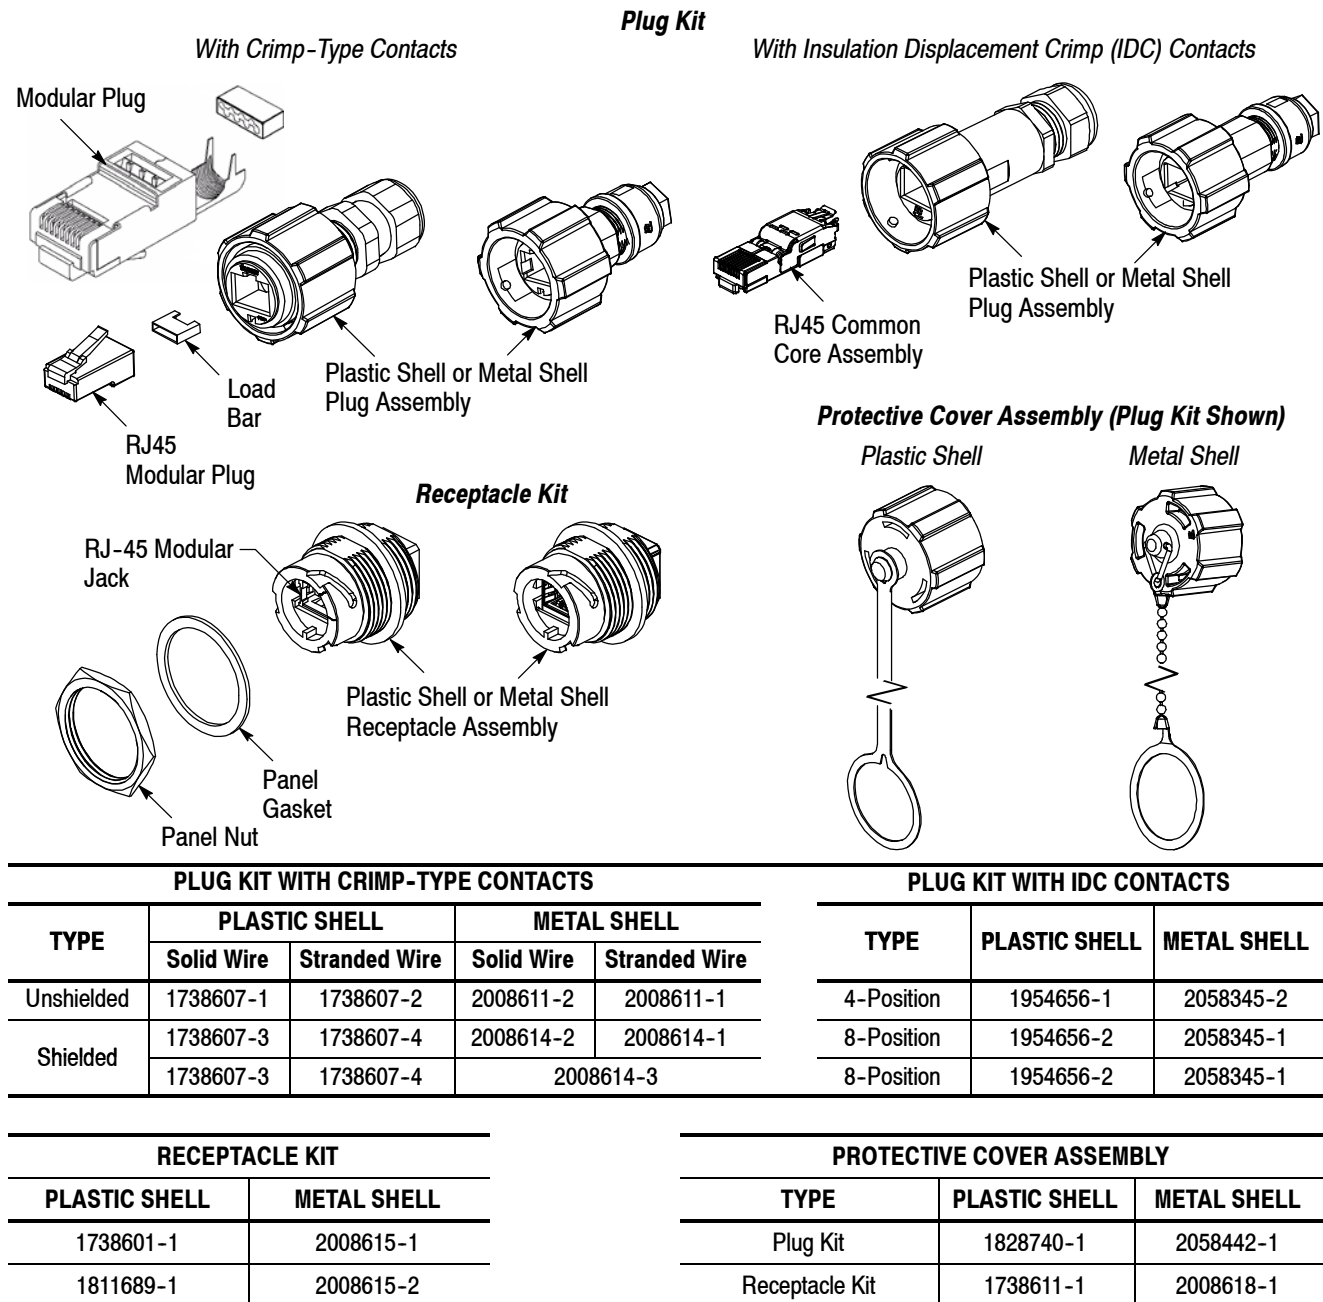 Plug Kit
With Crimp-Type Contacts
With Insulation Displacement Crimp (IDC) Contacts
Modular Plug
Plastic Shell or Metal Shell
Plug Assembly
RJ45 Common
Core Assembly
Plastic Shell or Metal Shell
Plug Assembly
Load
Bar
RJ45
Modular Plug
Protective Cover Assembly (Plug Kit Shown)
Plastic Shell
Metal Shell
Receptacle Kit
RJ-45 Modular
Jack
Plastic Shell or Metal Shell
Receptacle Assembly
Panel
Gasket
Panel Nut
PLUG KIT WITH CRIMP-TYPE CONTACTS
TYPE PLASTIC SHELL METAL SHELL
Solid Wire Stranded Wire Solid Wire Stranded Wire
Unshielded 1738607-1 1738607-2 2008611-2 2008611-1
Shielded 1738607-3 1738607-4 2008614-2 2008614-1
1738607-3 1738607-4 2008614-3
PLUG KIT WITH IDC CONTACTS
TYPE PLASTIC SHELL METAL SHELL
4-Position 1954656-1 2058345-2
8-Position 1954656-2 2058345-1
8-Position 1954656-2 2058345-1
RECEPTACLE KIT
PLASTIC SHELL METAL SHELL
1738601-1 2008615-1
1811689-1 2008615-2
PROTECTIVE COVER ASSEMBLY
TYPE PLASTIC SHELL METAL SHELL
Plug Kit 1828740-1 2058442-1
Receptacle Kit 1738611-1 2008618-1